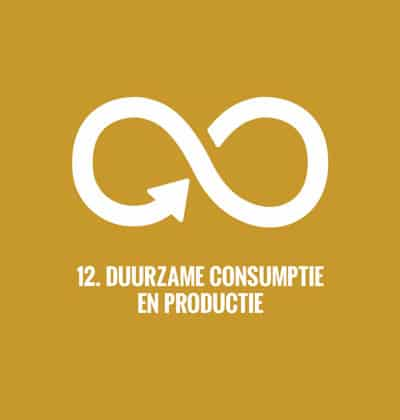 12. DUURZAME CONSUMPTIE
EN PRODUCTIE